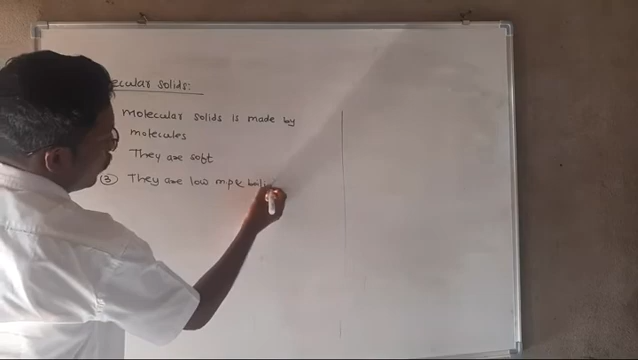 ecular solids:
molecular solids is made by
molecules
They are soft
③ They are low mp &